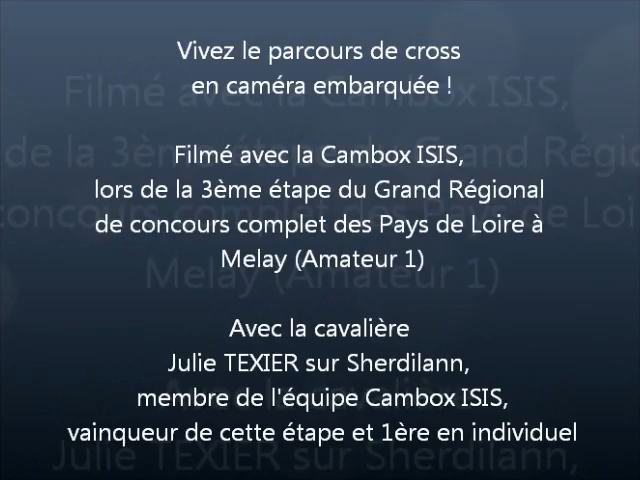 Vivez le parcours de cross
en caméra embarquée !
Filmé avec la Cambox ISIS,
lors de la 3ème étape du Grand Régional
de concours complet des Pays de Loire à
Melay (Amateur 1)
Avec la cavalière
Julie TEXIER sur Sherdilann,
membre de l'équipe Cambox ISIS,
vainqueur de cette étape et 1ère en individuel